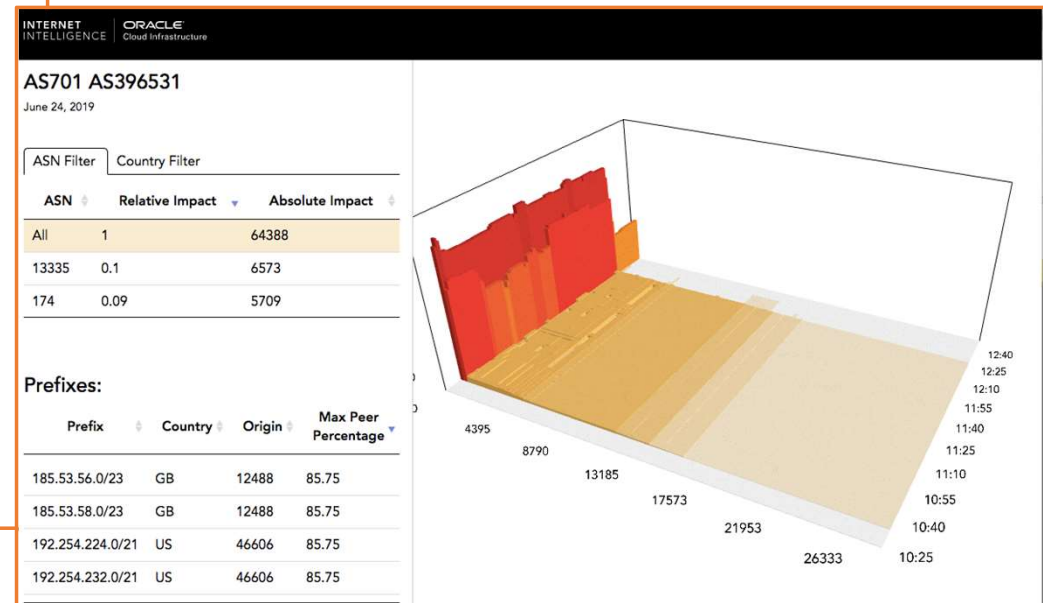 INTERNET INTELLIGENCE
ORACLE
Cloud Infrastructure
AS701 AS396531
June 24, 2019
ASN Filter Country Filter
ASN Relative Impact Absolute Impact
All 1 64388
13335 0.1 6573
174 0.09 5709
Prefixes:
Prefix Country Origin Max Peer Percentage
185.53.56.0/23 GB 12488 85.75
185.53.58.0/23 GB 12488 85.75
192.254.224.0/21 US 46606 85.75
192.254.232.0/21 US 46606 85.75
4395
8790
13185
17573
21953
26333
12:40
12:25
12:10
11:55
11:40
11:25
11:10
10:55
10:40
10:25